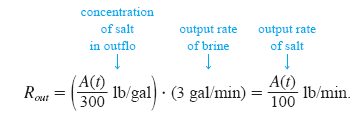 concentration
of salt output rate output rate
in outflo of brine of salt
↓ ↓ ↓
R_out = (A(t)/300 lb/gal) · (3 gal/min) = A(t)/100 lb/min.